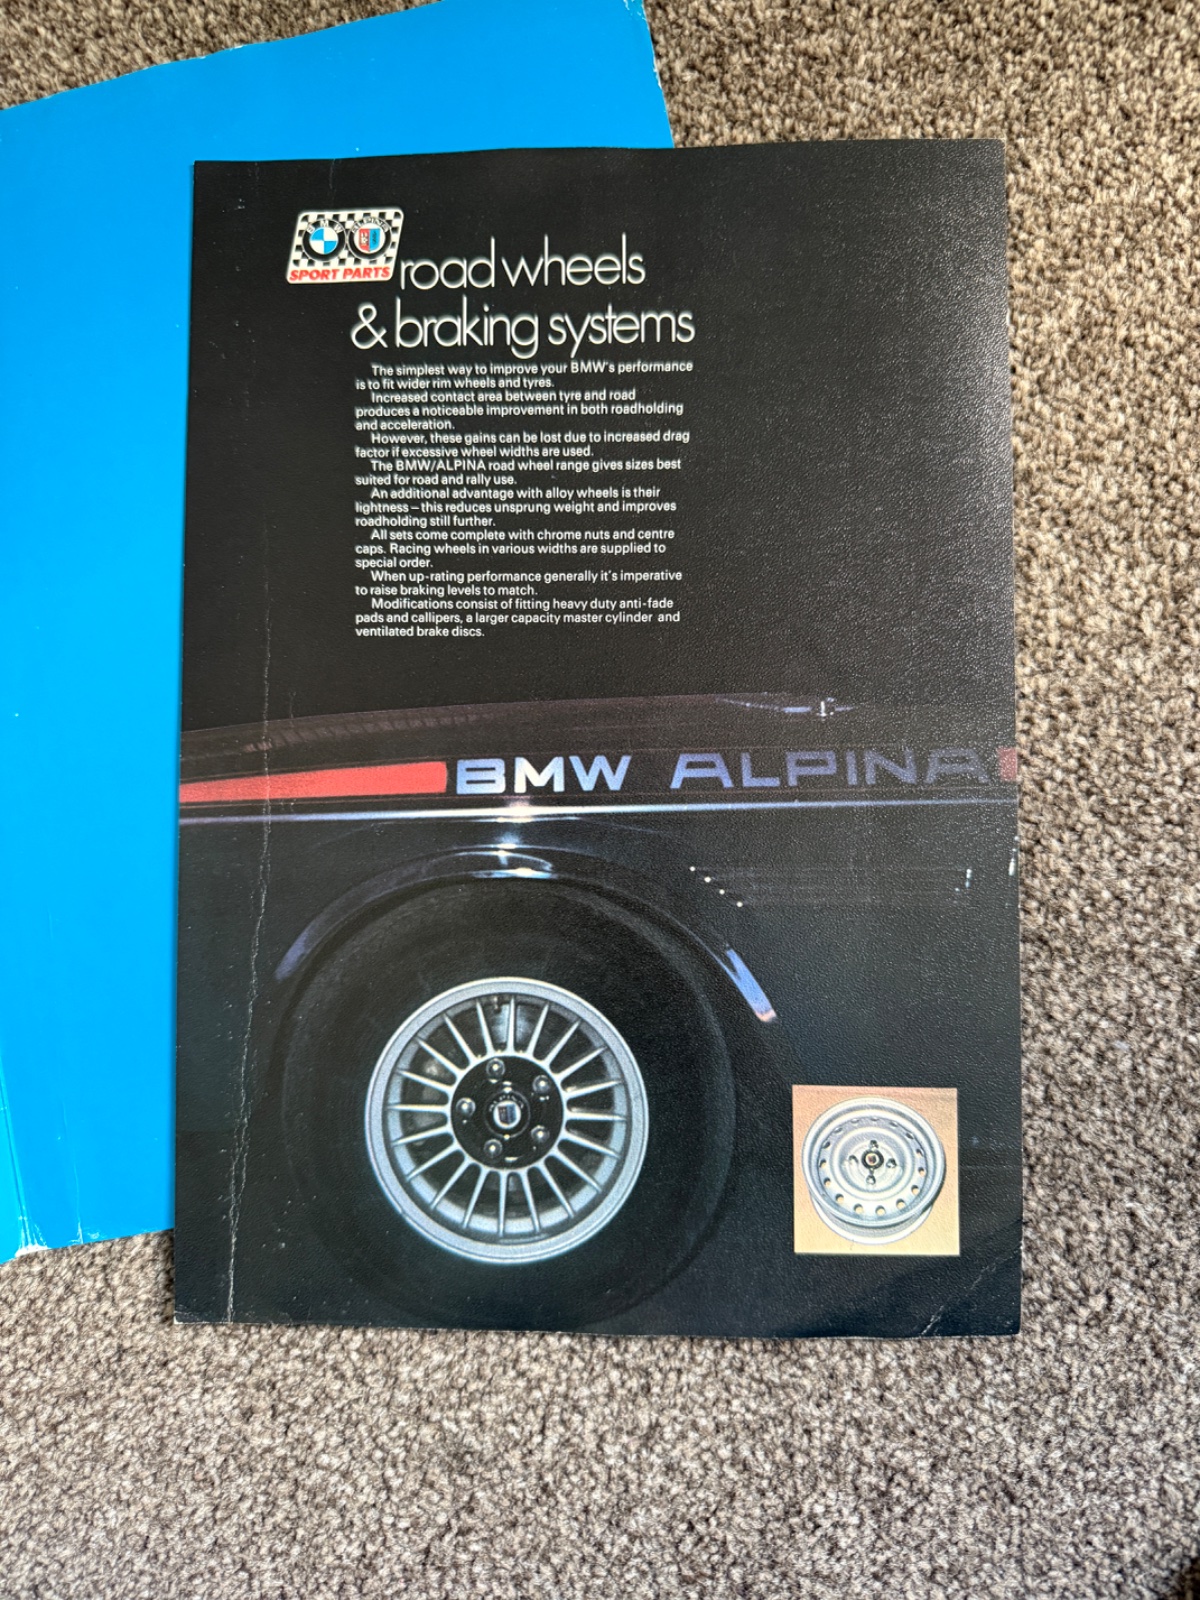 BMW ALPINA
SPORT PARTS
road wheels
& braking systems
The simplest way to improve your BMW's performance
is to fit wider rim wheels and tyres.
Increased contact area between tyre and road
produces a noticeable improvement in both roadholding
and acceleration.
However, these gains can be lost due to increased drag
factor if excessive wheel widths are used.
The BMW/ALPINA road wheel range gives sizes best
suited for road and rally use.
An additional advantage with alloy wheels is their
lightness – this reduces unsprung weight and improves
roadholding still further.
All sets come complete with chrome nuts and centre
caps. Racing wheels in various widths are supplied to
special order.
When up-rating performance generally it's imperative
to raise braking levels to match.
Modifications consist of fitting heavy duty anti-fade
pads and callipers, a larger capacity master cylinder and
ventilated brake discs.
BMW ALPINA